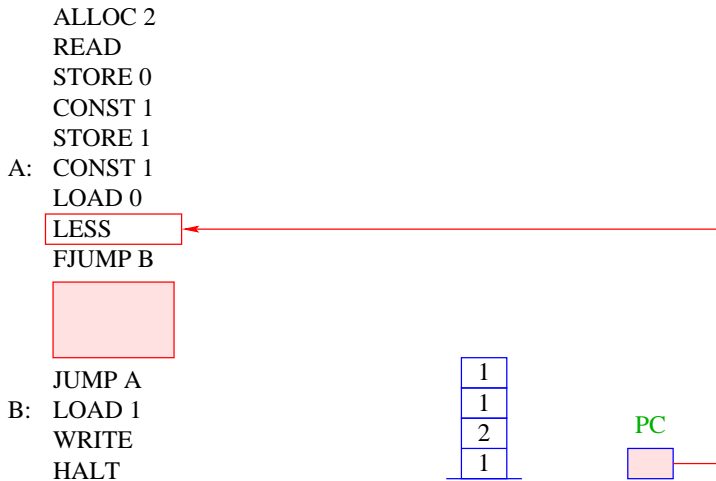 ALLOC 2
READ
STORE 0
CONST 1
STORE 1
A: CONST 1
LOAD 0
LESS
FJUMP B
JUMP A
B: LOAD 1
WRITE
HALT
1
1
2
1
PC